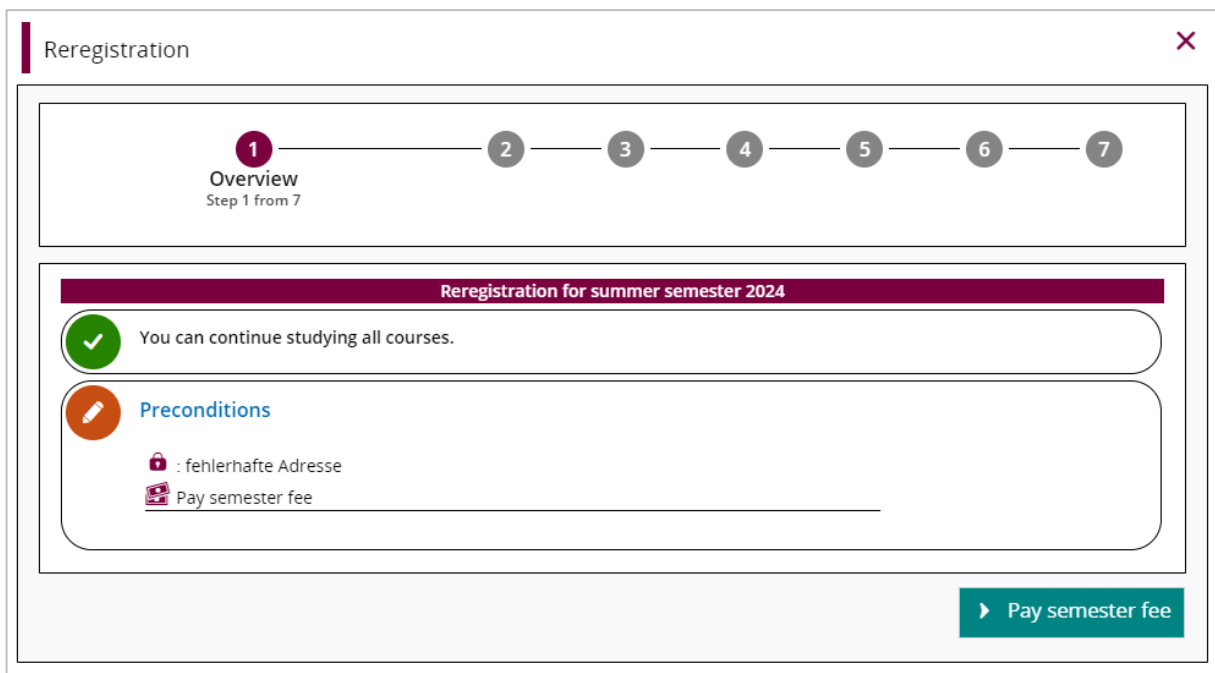 Reregistration
1
2
3
4
5
6
7
Overview
Step 1 from 7
Reregistration for summer semester 2024
You can continue studying all courses.
Preconditions
: fehlerhafte Adresse
Pay semester fee
Pay semester fee